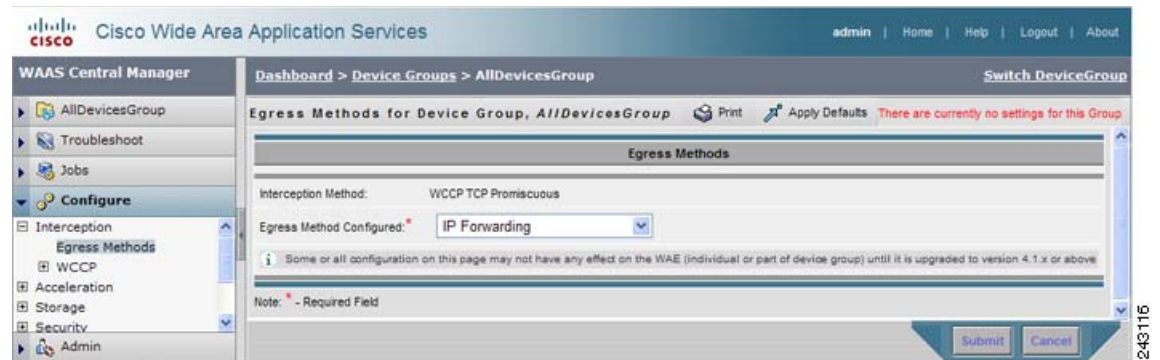 CISCO
Cisco Wide Area Application Services
admin | Home | Help | Logout | About
WAAS Central Manager
Dashboard > Device Groups > AllDevicesGroup
Switch DeviceGroup
AllDevicesGroup
Troubleshoot
Jobs
Configure
Interception
Egress Methods
WCCP
Acceleration
Storage
Security
Admin
Egress Methods for Device Group, AllDevicesGroup
Print
Apply Defaults
There are currently no settings for this Group
Egress Methods
Interception Method: WCCP TCP Promiscuous
Egress Method Configured:* IP Forwarding
Some or all configuration on this page may not have any effect on the WAE (individual or part of device group) until it is upgraded to version 4.1.x or above
Note: * - Required Field
Submit
Cancel
243116